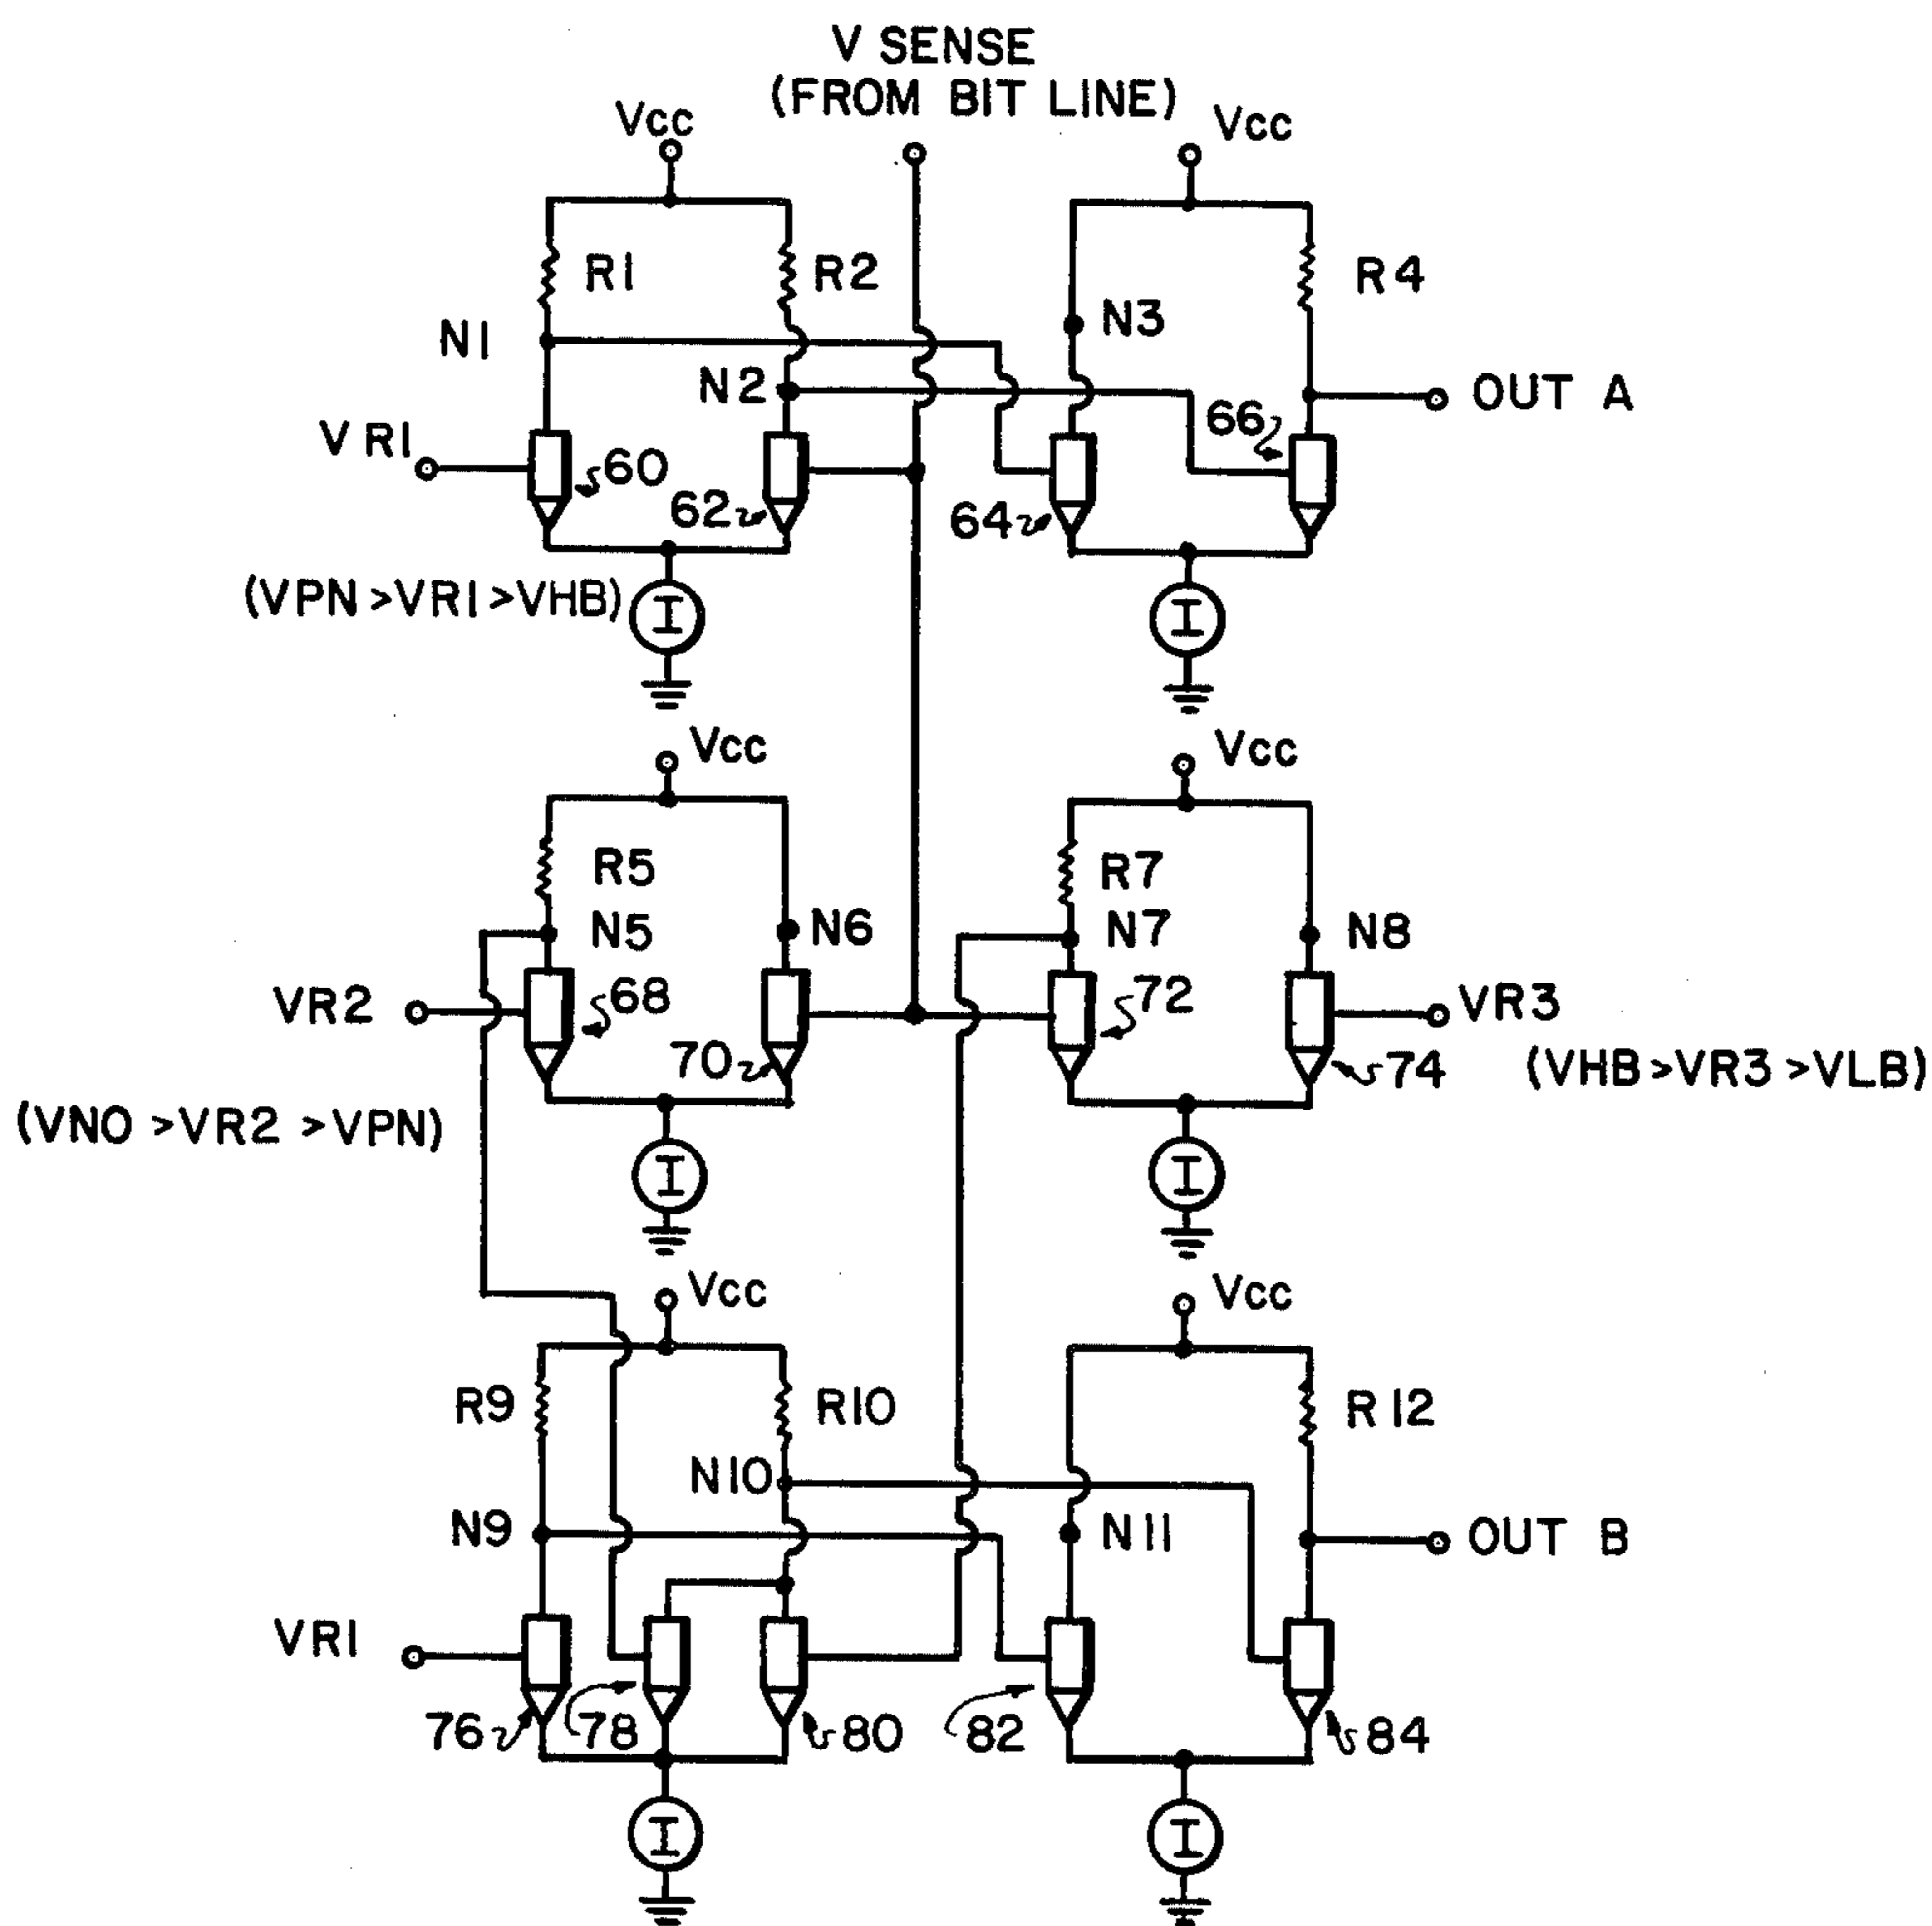 V SENSE
(FROM BIT LINE)
Vcc
Vcc
R1
R2
R4
N1
N3
N2
OUT A
VR1
60
66
62
64
(VPN >VR1 >VHB)
I
I
Vcc
Vcc
R5
R7
N5
N6
N7
N8
VR2
68
72
VR3
70
74
(VHB >VR3 >VLB)
(VNO >VR2 >VPN)
I
I
Vcc
Vcc
R9
R10
R12
N10
N9
N11
OUT B
VR1
76
78
80
82
84
I
I